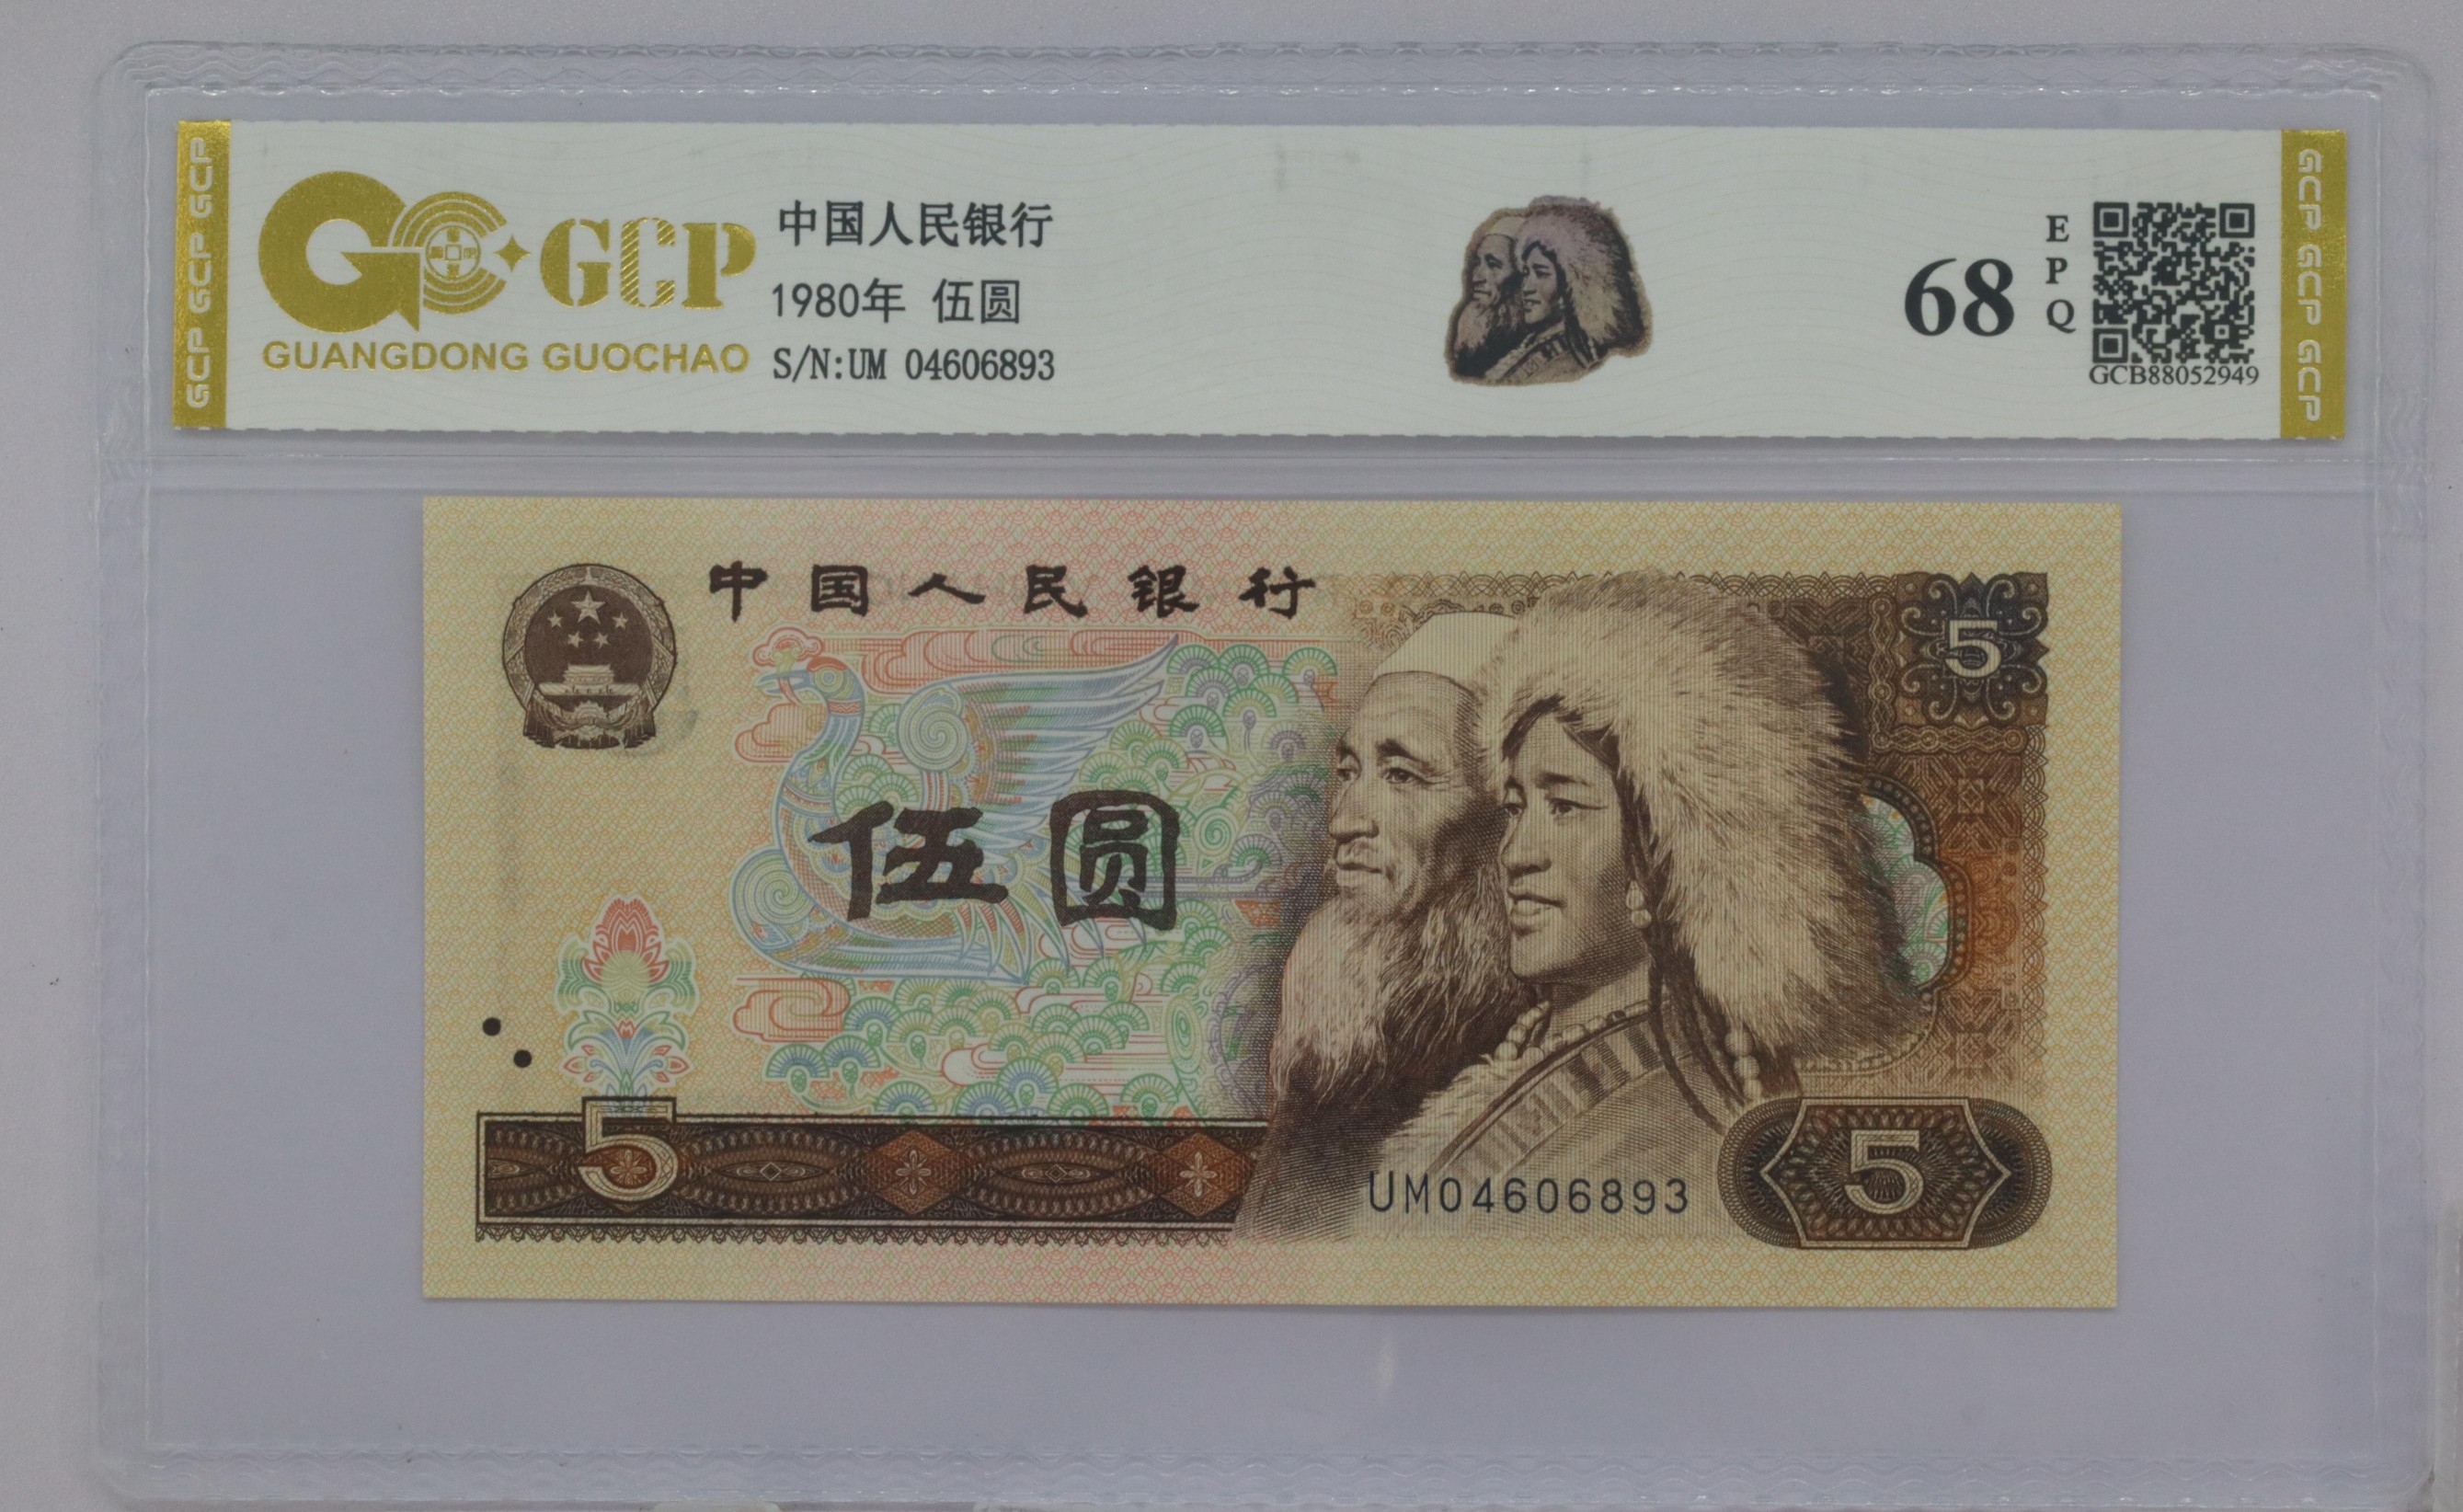 GCP GCP GCP
GCP
GUANGDONG GUOCHAO
中国人民银行
1980年 伍圆
S/N:UM 04606893
68
E
P
Q
GCB88052949
GCP GCP GCP
中国人民银行
5
伍圆
5
UM04606893
5